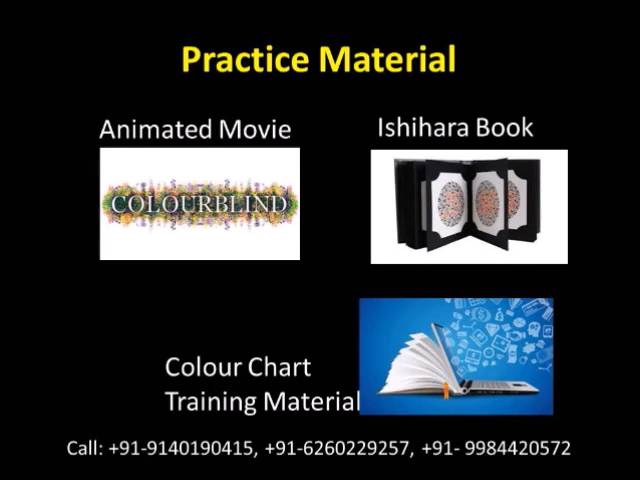 Practice Material
Animated Movie
Ishihara Book
COLOURBLIND
Colour Chart
Training Material
Call: +91-9140190415, +91-6260229257, +91- 9984420572